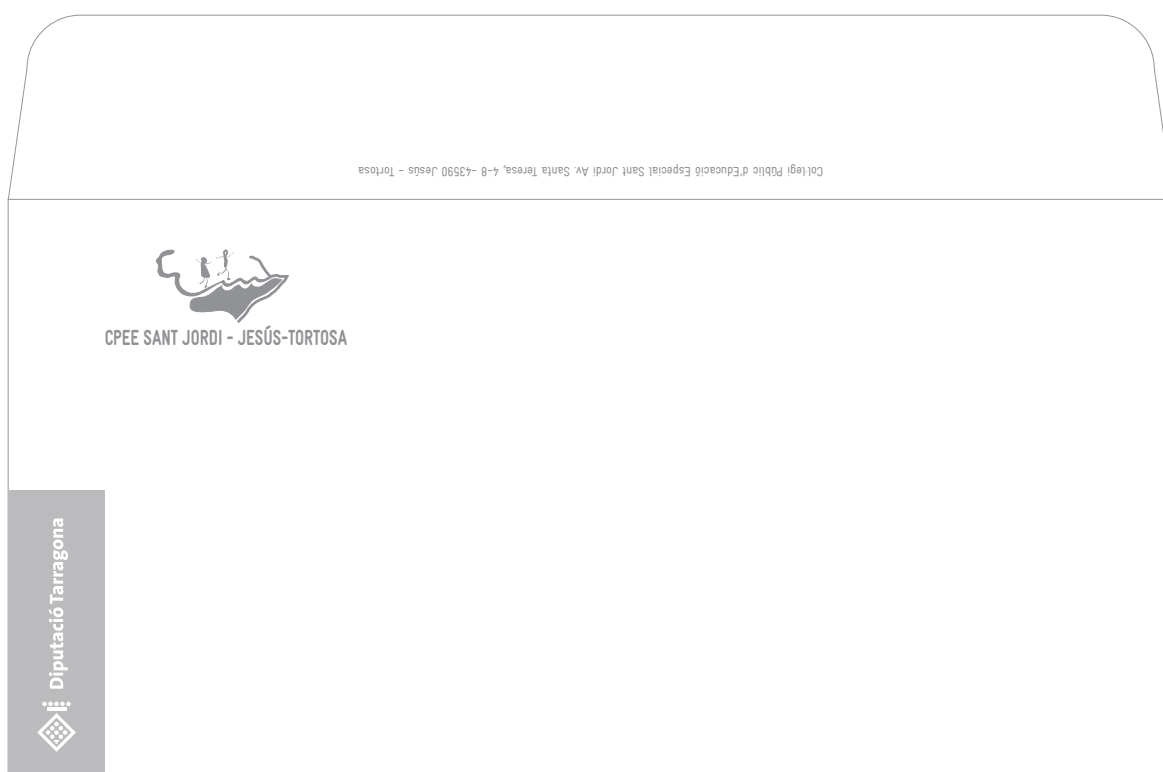 Col·legi Públic d'Educació Especial Sant Jordi Av. Santa Teresa, 4-8 -43590 Jesús - Tortosa
CPEE SANT JORDI - JESÚS-TORTOSA
Diputació Tarragona